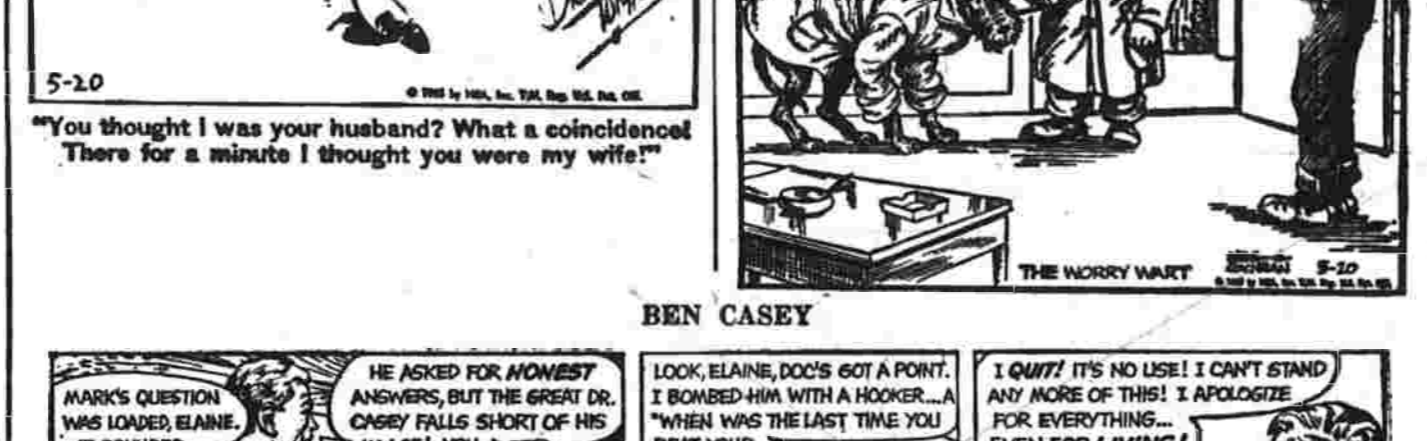 5-20
"You thought I was your husband? What a coincidence!
There for a minute I thought you were my wife!"
THE WORRY WART
5-20
BEN CASEY
MARK'S QUESTION
WAS LOADED, ELAINE.
HE ASKED FOR HONEST
ANSWERS, BUT THE GREAT DR.
CASEY FALLS SHORT OF HIS
LOOK, ELAINE, DOC'S GOT A POINT.
I BOMBED HIM WITH A HOOKER...A
"WHEN WAS THE LAST TIME YOU
I QUIT! IT'S NO USE! I CAN'T STAND
ANY MORE OF THIS! I APOLOGIZE
FOR EVERYTHING...
EVEN FOR LIVING!